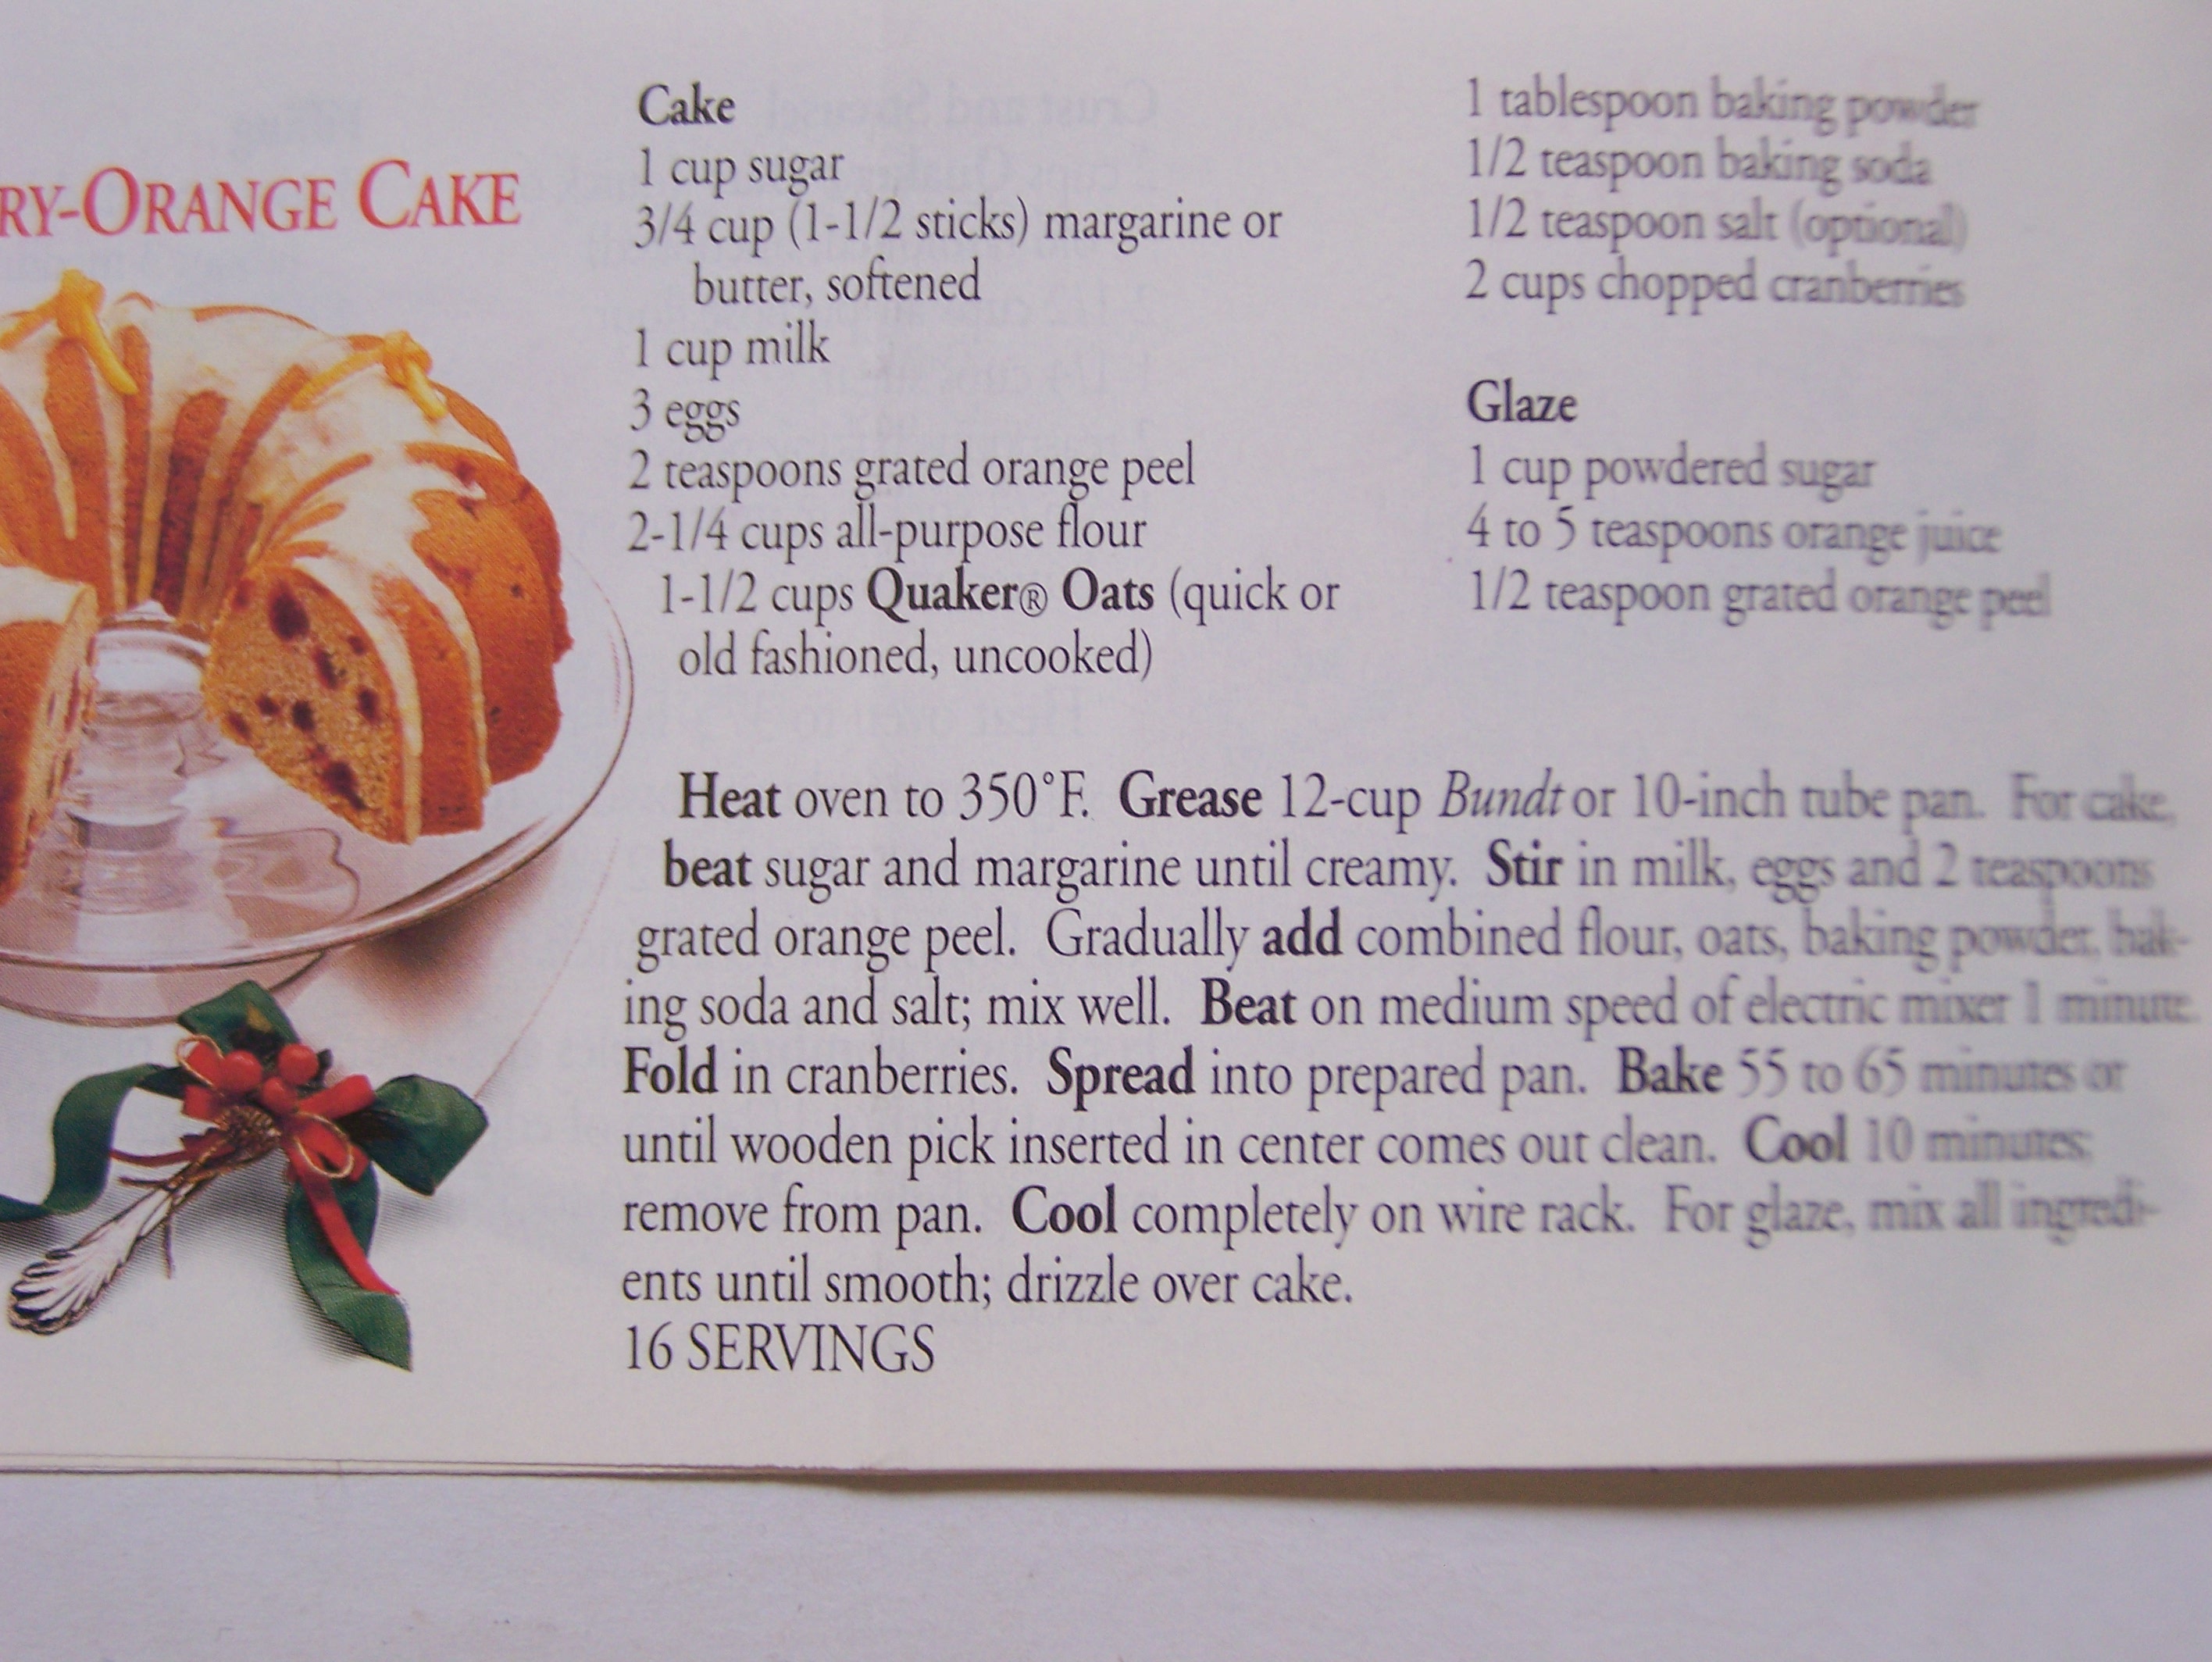 RY-ORANGE CAKE
Cake
1 cup sugar
3/4 cup (1-1/2 sticks) margarine or
butter, softened
1 cup milk
3 eggs
2 teaspoons grated orange peel
2-1/4 cups all-purpose flour
1-1/2 cups Quaker® Oats (quick or
old fashioned, uncooked)
1 tablespoon baking powder
1/2 teaspoon baking soda
1/2 teaspoon salt (optional)
2 cups chopped cranberries
Glaze
1 cup powdered sugar
4 to 5 teaspoons orange juice
1/2 teaspoon grated orange peel
Heat oven to 350°F. Grease 12-cup Bundt or 10-inch tube pan. For cake,
beat sugar and margarine until creamy. Stir in milk, eggs and 2 teaspoons
grated orange peel. Gradually add combined flour, oats, baking powder, bak-
ing soda and salt; mix well. Beat on medium speed of electric mixer 1 minute.
Fold in cranberries. Spread into prepared pan. Bake 55 to 65 minutes or
until wooden pick inserted in center comes out clean. Cool 10 minutes;
remove from pan. Cool completely on wire rack. For glaze, mix all ingredi-
ents until smooth; drizzle over cake.
16 SERVINGS